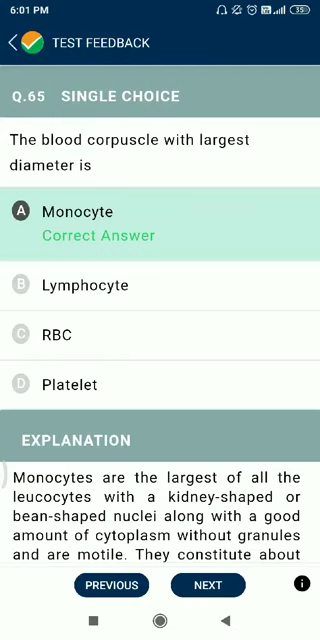 6:01 PM
35
TEST FEEDBACK
Q.65 SINGLE CHOICE
The blood corpuscle with largest
diameter is
A Monocyte
Correct Answer
B Lymphocyte
C RBC
D Platelet
EXPLANATION
Monocytes are the largest of all the
leucocytes with a kidney-shaped or
bean-shaped nuclei along with a good
amount of cytoplasm without granules
and are motile. They constitute about
PREVIOUS NEXT